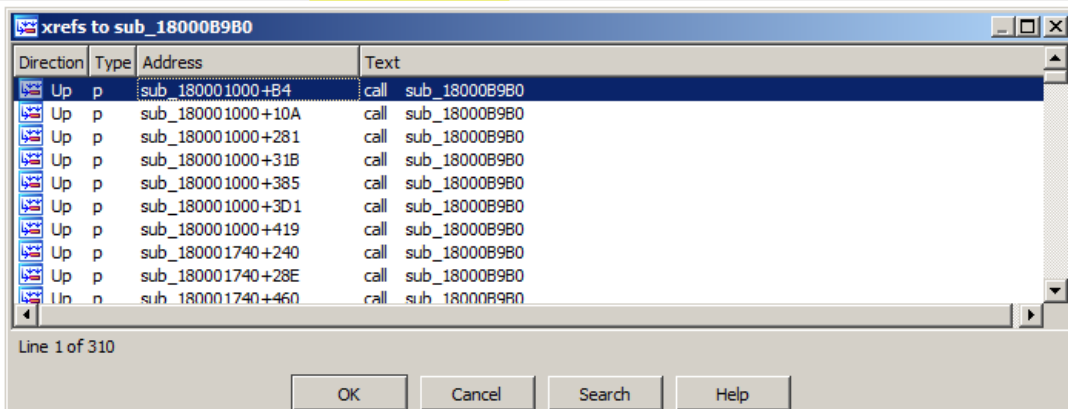 xrefs to sub_18000B9B0
Direction Type Address Text
Up p sub_180001000+B4 call sub_18000B9B0
Up p sub_180001000+10A call sub_18000B9B0
Up p sub_180001000+281 call sub_18000B9B0
Up p sub_180001000+31B call sub_18000B9B0
Up p sub_180001000+385 call sub_18000B9B0
Up p sub_180001000+3D1 call sub_18000B9B0
Up p sub_180001000+419 call sub_18000B9B0
Up p sub_180001740+240 call sub_18000B9B0
Up p sub_180001740+28E call sub_18000B9B0
Up p sub_180001740+460 call sub_18000B9B0
Line 1 of 310
OK Cancel Search Help